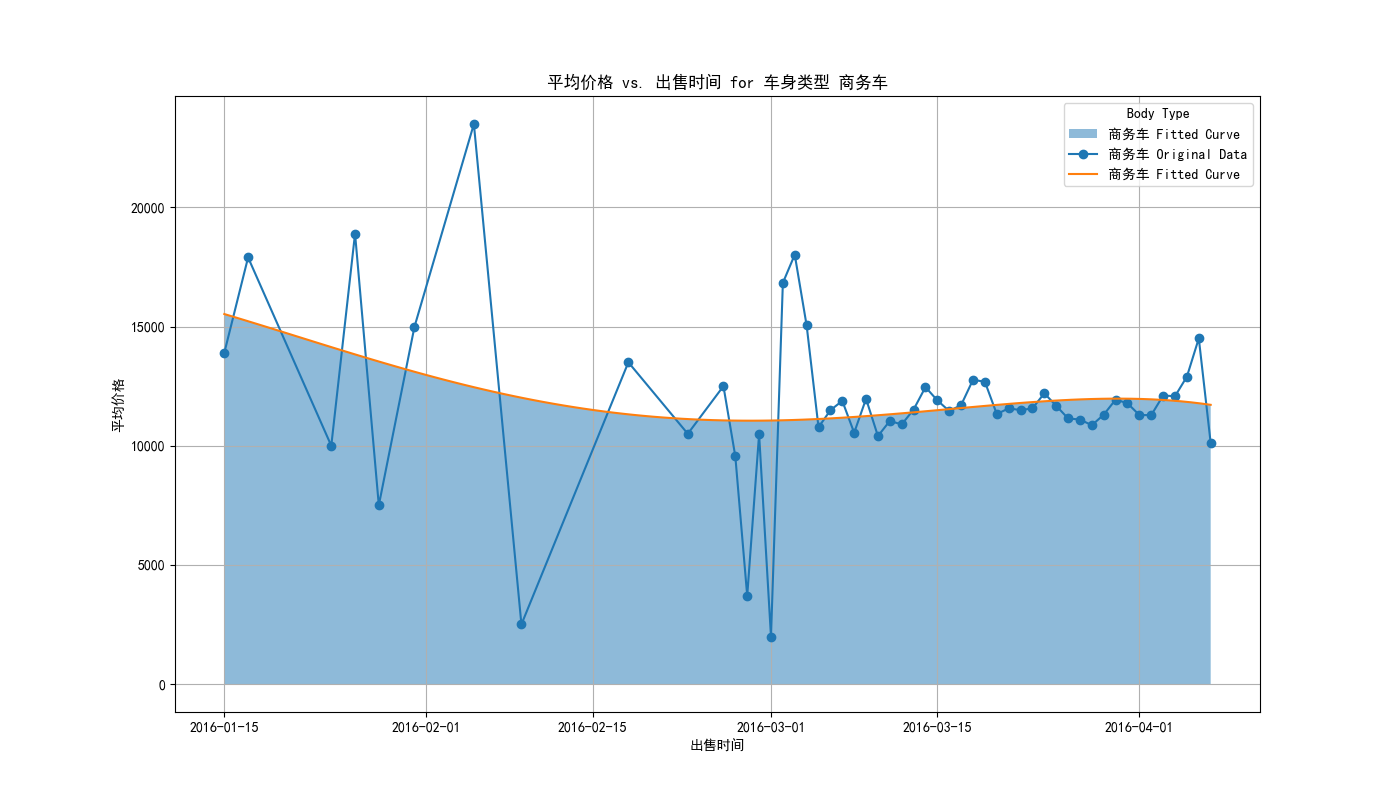 平均价格 vs. 出售时间 for 车身类型 商务车
Body Type
商务车 Fitted Curve
商务车 Original Data
商务车 Fitted Curve
平均价格
20000
15000
10000
5000
0
2016-01-15 2016-02-01 2016-02-15 2016-03-01 2016-03-15 2016-04-01
出售时间